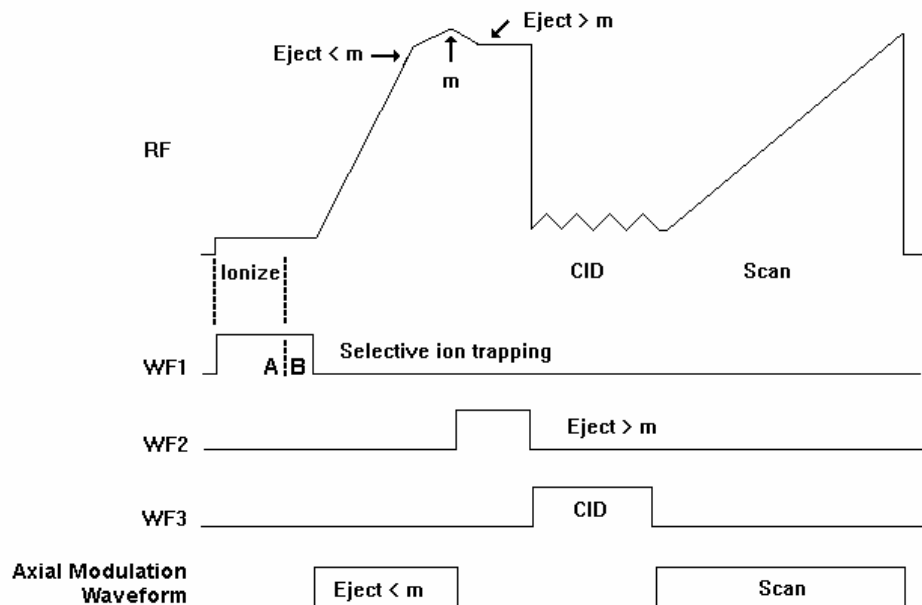 Eject > m
Eject < m
m
RF
Ionize
CID
Scan
WF1
A
B
Selective ion trapping
WF2
Eject > m
WF3
CID
Axial Modulation
Waveform
Eject < m
Scan